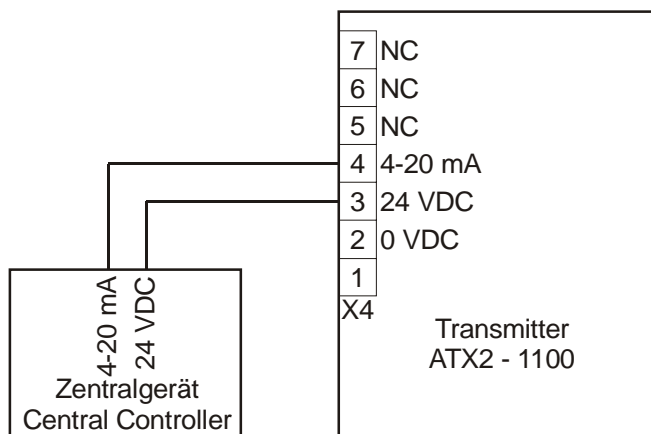 7 NC
6 NC
5 NC
4 4-20 mA
3 24 VDC
2 0 VDC
1
X4
Transmitter
ATX2 - 1100
4-20 mA
24 VDC
Zentralgerät
Central Controller